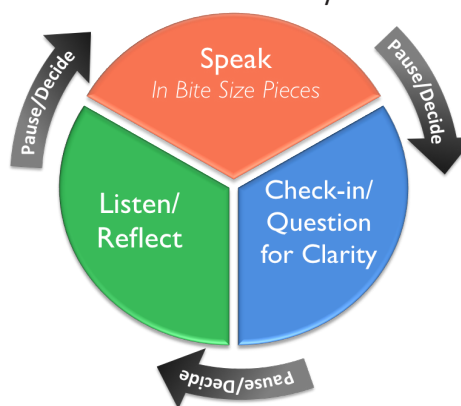 Speak
In Bite Size Pieces
Pause/Decide
Check-in/
Question
for Clarity
Pause/Decide
Listen/
Reflect
Pause/Decide